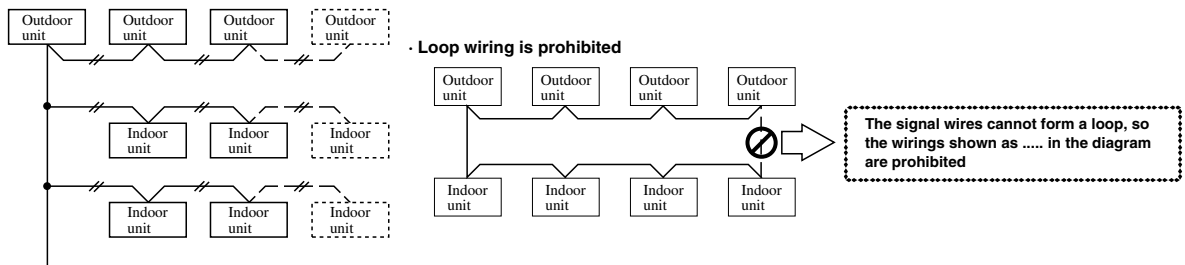 Outdoor
unit
Outdoor
unit
Outdoor
unit
Outdoor
unit
Indoor
unit
Indoor
unit
Indoor
unit
Indoor
unit
Indoor
unit
Indoor
unit
· Loop wiring is prohibited
Outdoor
unit
Outdoor
unit
Outdoor
unit
Outdoor
unit
Indoor
unit
Indoor
unit
Indoor
unit
Indoor
unit
The signal wires cannot form a loop, so
the wirings shown as ..... in the diagram
are prohibited